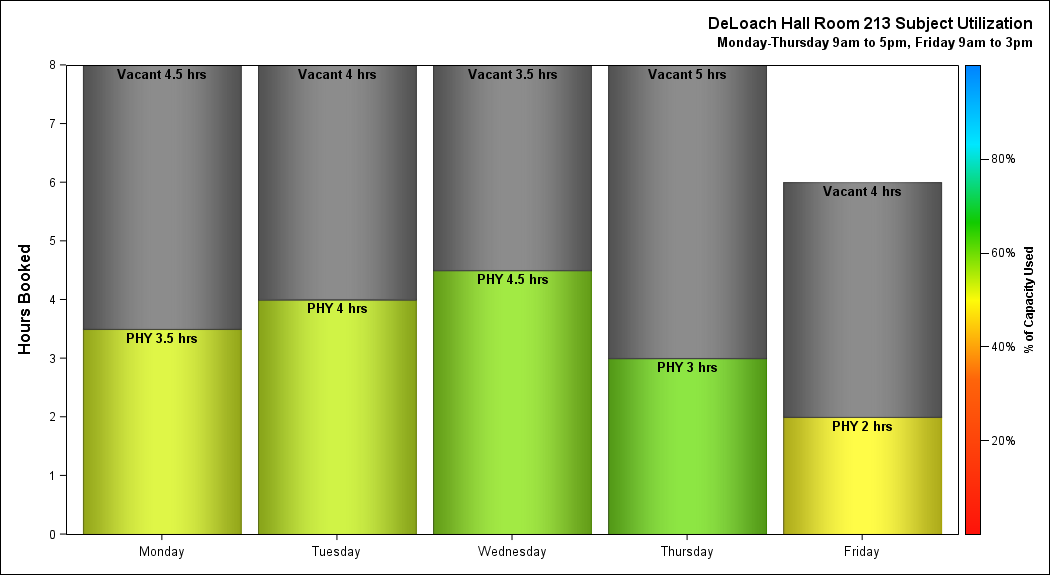 DeLoach Hall Room 213 Subject Utilization
Monday-Thursday 9am to 5pm, Friday 9am to 3pm
Hours Booked
8
7
6
5
4
3
2
1
0
Vacant 4.5 hrs
PHY 3.5 hrs
Vacant 4 hrs
PHY 4 hrs
Vacant 3.5 hrs
PHY 4.5 hrs
Vacant 5 hrs
PHY 3 hrs
Vacant 4 hrs
PHY 2 hrs
Monday
Tuesday
Wednesday
Thursday
Friday
80%
60%
40%
20%
% of Capacity Used